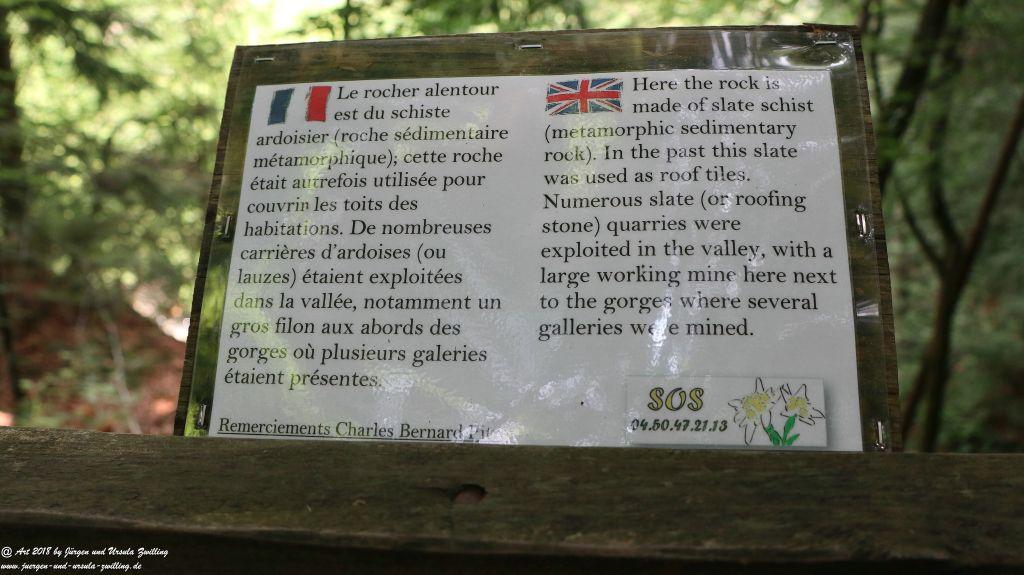 Le rocher alentour
est du schiste
ardoisier (roche sédimentaire
métamorphique); cette roche
était autrefois utilisée pour
couvrir les toits des
habitations. De nombreuses
carrières d'ardoises (ou
lauzes) étaient exploitées
dans la vallée, notamment un
gros filon aux abords des
gorges où plusieurs galeries
étaient présentes.
Remerciements Charles Bernard
Here the rock is
made of slate schist
(metamorphic sedimentary
rock). In the past this slate
was used as roof tiles.
Numerous slate (or roofing
stone) quarries were
exploited in the valley, with a
large working mine here next
to the gorges where several
galleries were mined.
SOS
04.50.47.21.13
@ Art 2018 by Jürgen und Ursula Zwilling
www.juergen-und-ursula-zwilling.de